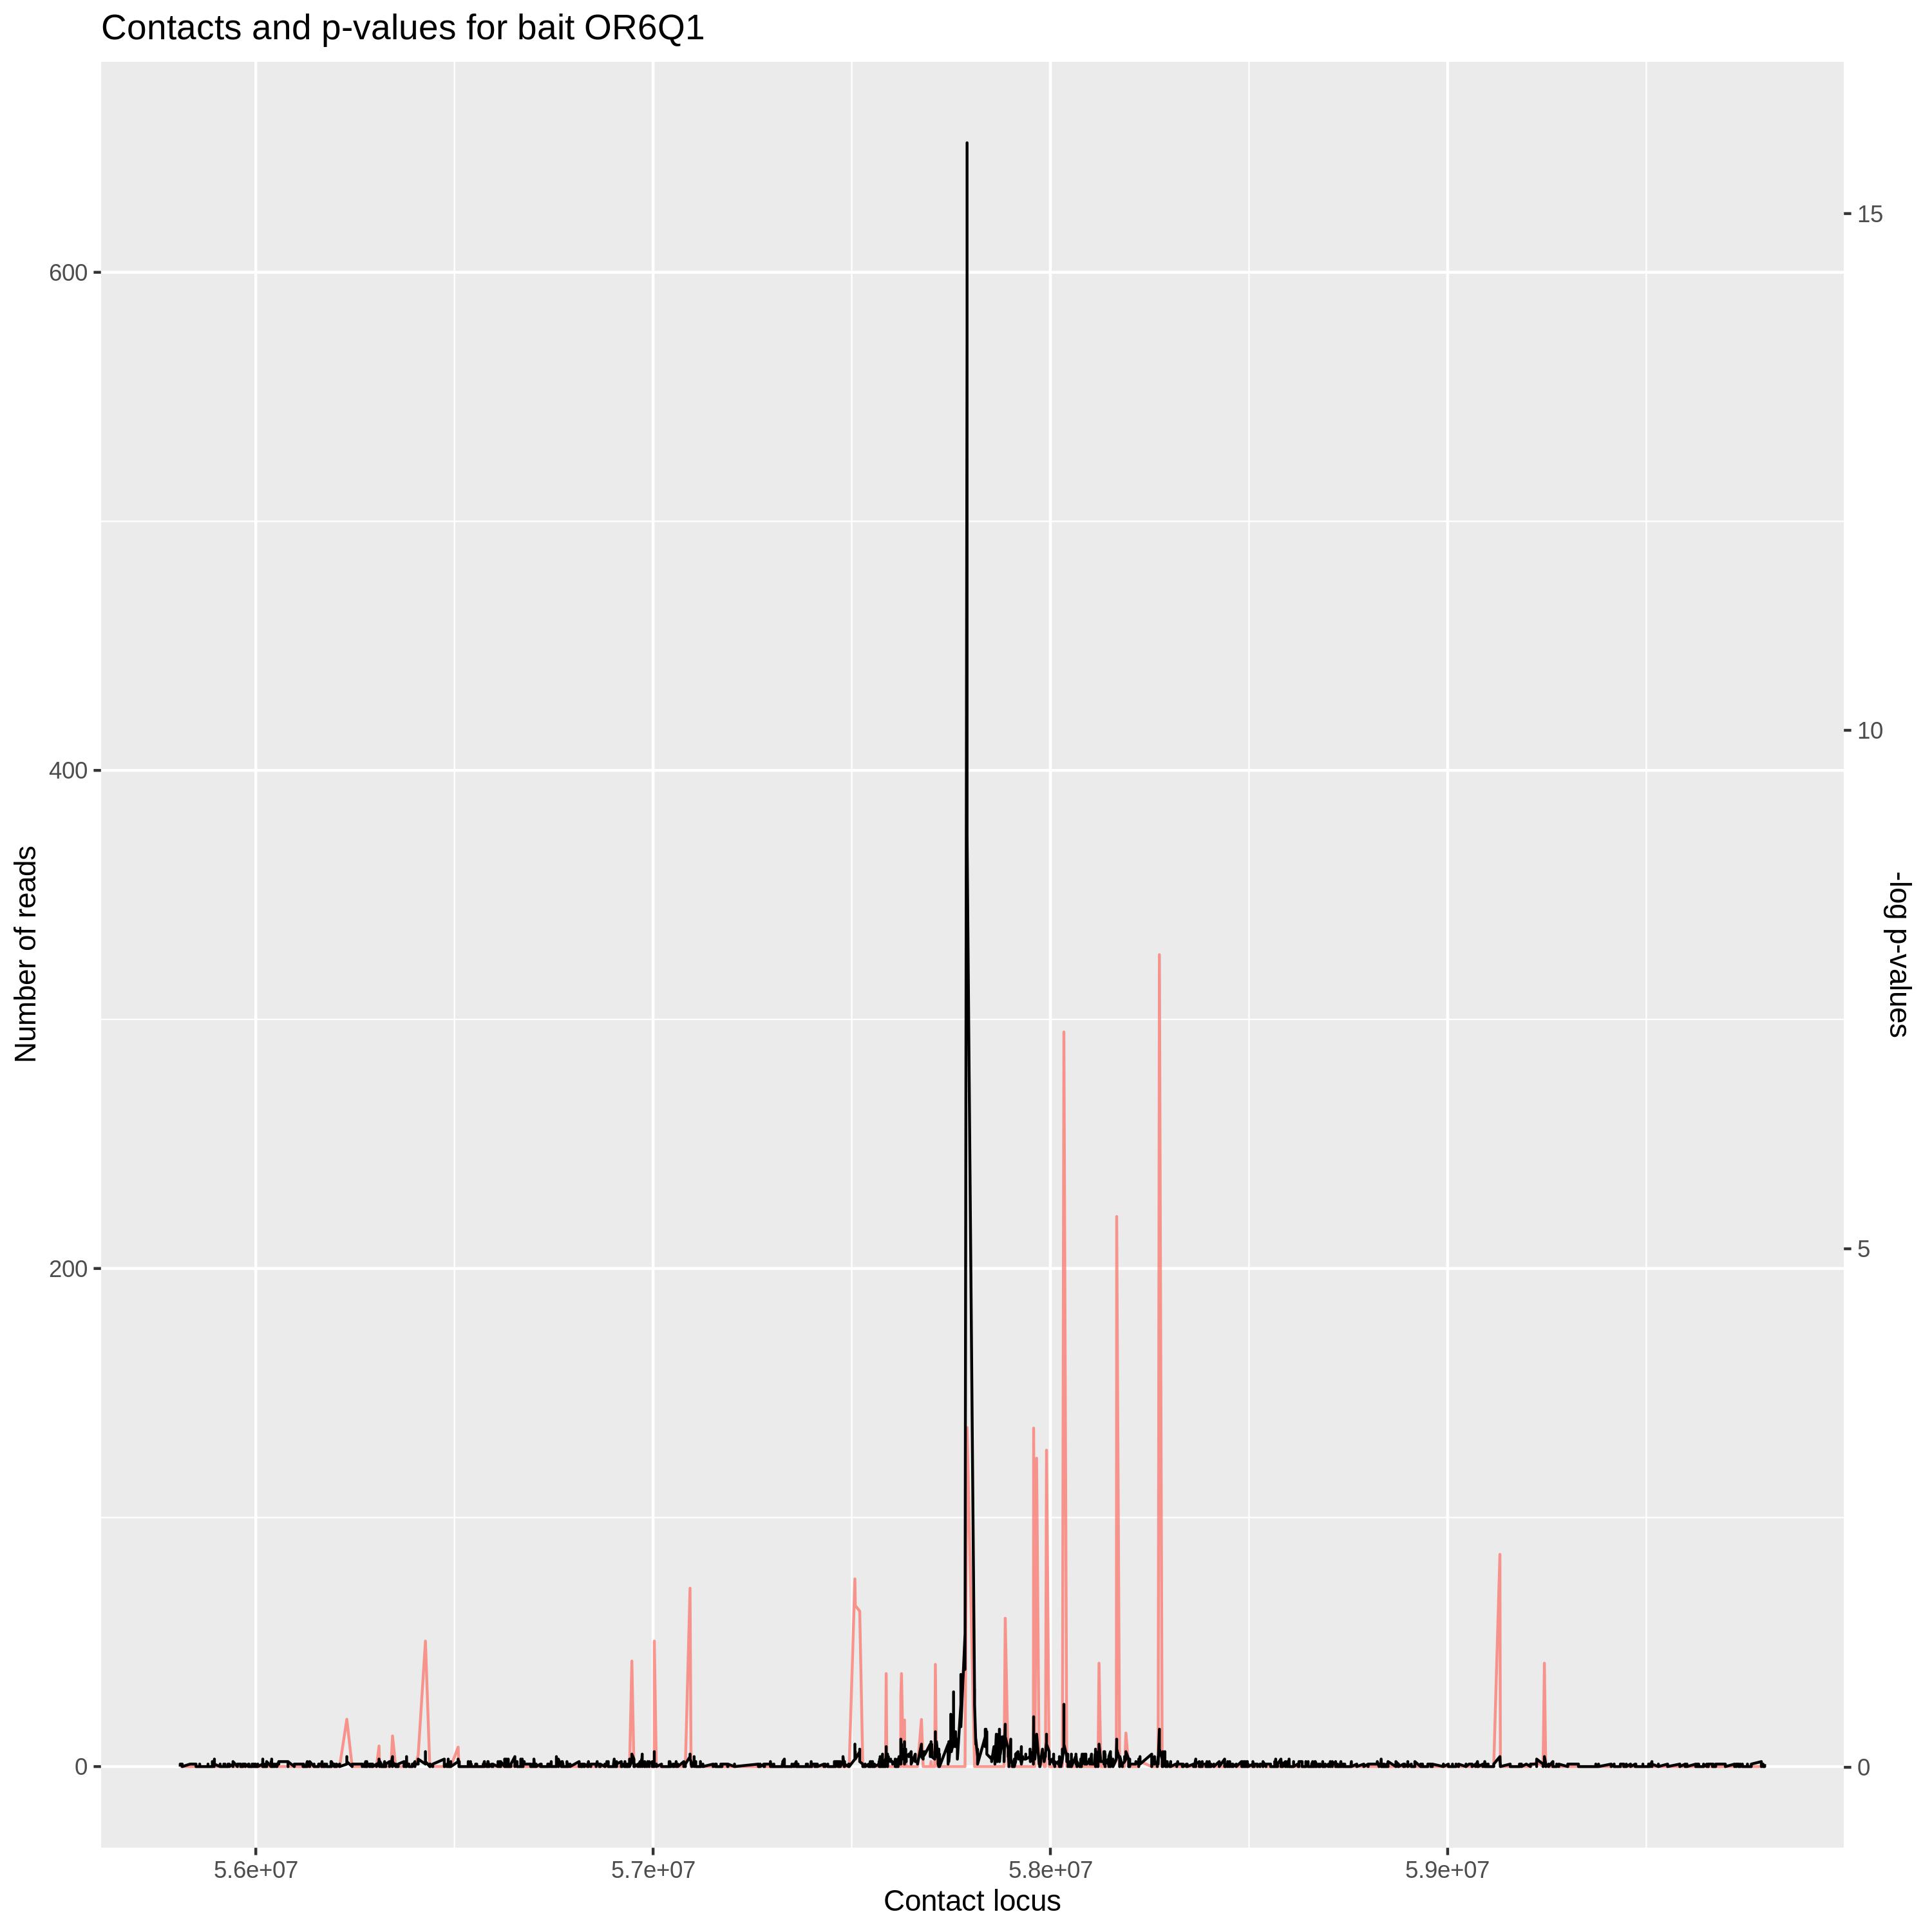 Contacts and p-values for bait OR6Q1
600
400
200
0
15
10
5
0
Number of reads
-log p-values
5.6e+07 5.7e+07 5.8e+07 5.9e+07
Contact locus